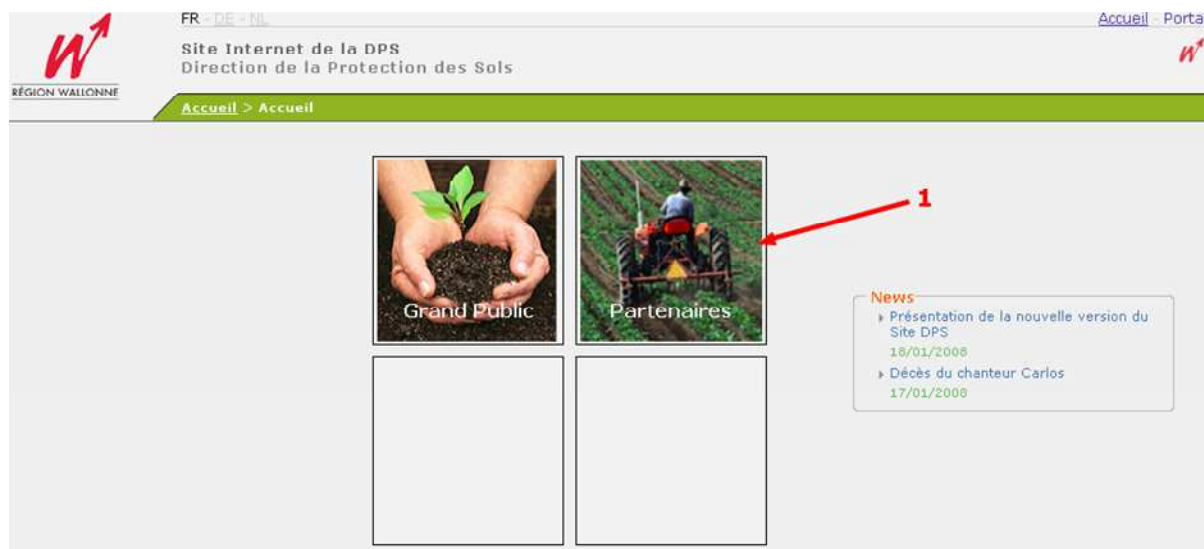 FR - DE - NL
Accueil - Porta
Site Internet de la DPS
Direction de la Protection des Sols
RÉGION WALLONNE
Accueil > Accueil
1
Grand Public
Partenaires
News
Présentation de la nouvelle version du
Site DPS
18/01/2008
Décès du chanteur Carlos
17/01/2008